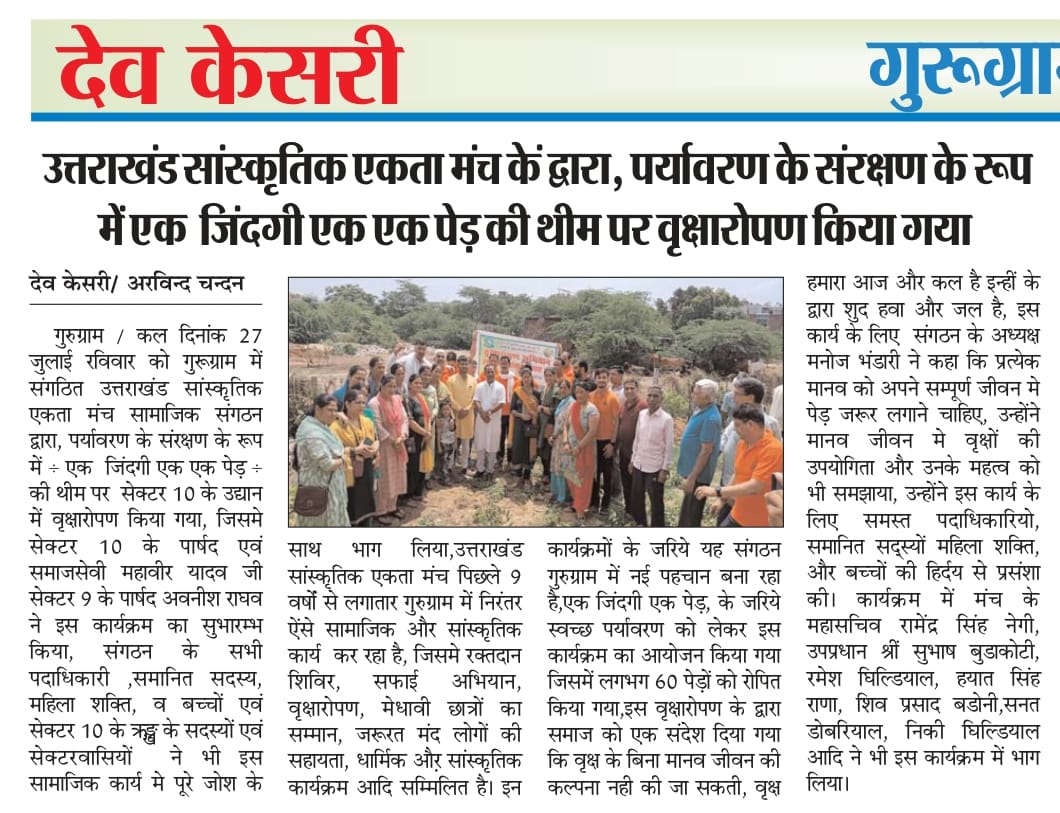 देव केसरी
गुरूग्रा
उत्तराखंड सांस्कृतिक एकता मंच कें द्वारा, पर्यावरण के संरक्षण के रूप
में एक जिंदगी एक एक पेड़ की थीम पर वृक्षारोपण किया गया
देव केसरी/ अरविन्द चन्दन
गुरुग्राम / कल दिनांक 27
जुलाई रविवार को गुरूग्राम में
संगठित उत्तराखंड सांस्कृतिक
एकता मंच सामाजिक संगठन
द्वारा, पर्यावरण के संरक्षण के रूप
में ÷ एक जिंदगी एक एक पेड़ ÷
की थीम पर सेक्टर 10 के उद्यान
में वृक्षारोपण किया गया, जिसमे
सेक्टर 10 के पार्षद एवं
समाजसेवी महावीर यादव जी
सेक्टर 9 के पार्षद अवनीश राघव
ने इस कार्यक्रम का सुभारम्भ
किया, संगठन के सभी
पदाधिकारी ,समानित सदस्य,
महिला शक्ति, व बच्चों एवं
सेक्टर 10 के के सदस्यों एवं
सेक्टरवासियों ने भी इस
सामाजिक कार्य मे पूरे जोश के
साथ भाग लिया,उत्तराखंड
सांस्कृतिक एकता मंच पिछले 9
वर्षों से लगातार गुरुग्राम में निरंतर
ऐंसे सामाजिक और सांस्कृतिक
कार्य कर रहा है, जिसमे रक्तदान
शिविर, सफाई अभियान,
वृक्षारोपण, मेधावी छात्रों का
सम्मान, जरूरत मंद लोगों की
सहायता, धार्मिक और सांस्कृतिक
कार्यक्रम आदि सम्मिलित है। इन
कार्यक्रमों के जरिये यह संगठन
गुरुग्राम में नई पहचान बना रहा
है,एक जिंदगी एक पेड़, के जरिये
स्वच्छ पर्यावरण को लेकर इस
कार्यक्रम का आयोजन किया गया
जिसमें लगभग 60 पेड़ों को रोपित
किया गया,इस वृक्षारोपण के द्वारा
समाज को एक संदेश दिया गया
कि वृक्ष के बिना मानव जीवन की
कल्पना नही की जा सकती, वृक्ष
हमारा आज और कल है इन्हीं के
द्वारा शुद हवा और जल है, इस
कार्य के लिए संगठन के अध्यक्ष
मनोज भंडारी ने कहा कि प्रत्येक
मानव को अपने सम्पूर्ण जीवन मे
पेड़ जरूर लगाने चाहिए, उन्होंने
मानव जीवन मे वृक्षों की
उपयोगिता और उनके महत्व को
भी समझाया, उन्होंने इस कार्य के
लिए समस्त पदाधिकारियो,
समानित सद्स्यों महिला शक्ति,
और बच्चों की हिर्दय से प्रसंशा
की। कार्यक्रम में मंच के
महासचिव रामेंद्र सिंह नेगी,
उपप्रधान श्रीं सुभाष बुडाकोटी,
रमेश घिल्डियाल, हयात सिंह
राणा, शिव प्रसाद बडोनी,सनत
डोबरियाल, निकी घिल्डियाल
आदि ने भी इस कार्यक्रम में भाग
लिया।